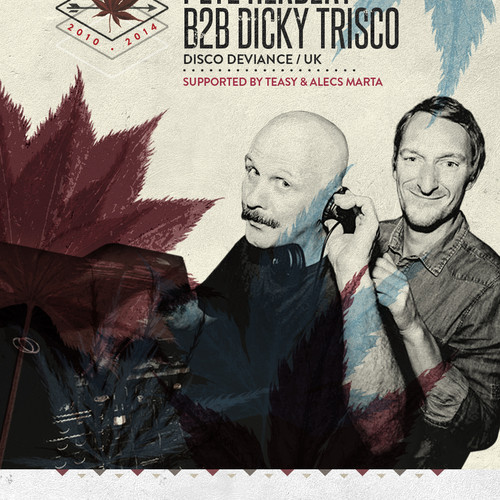 B2B DICKY TRISCO
DISCO DEVIANCE / UK
SUPPORTED BY TEASY & ALECS MARTA
2010 • 2014